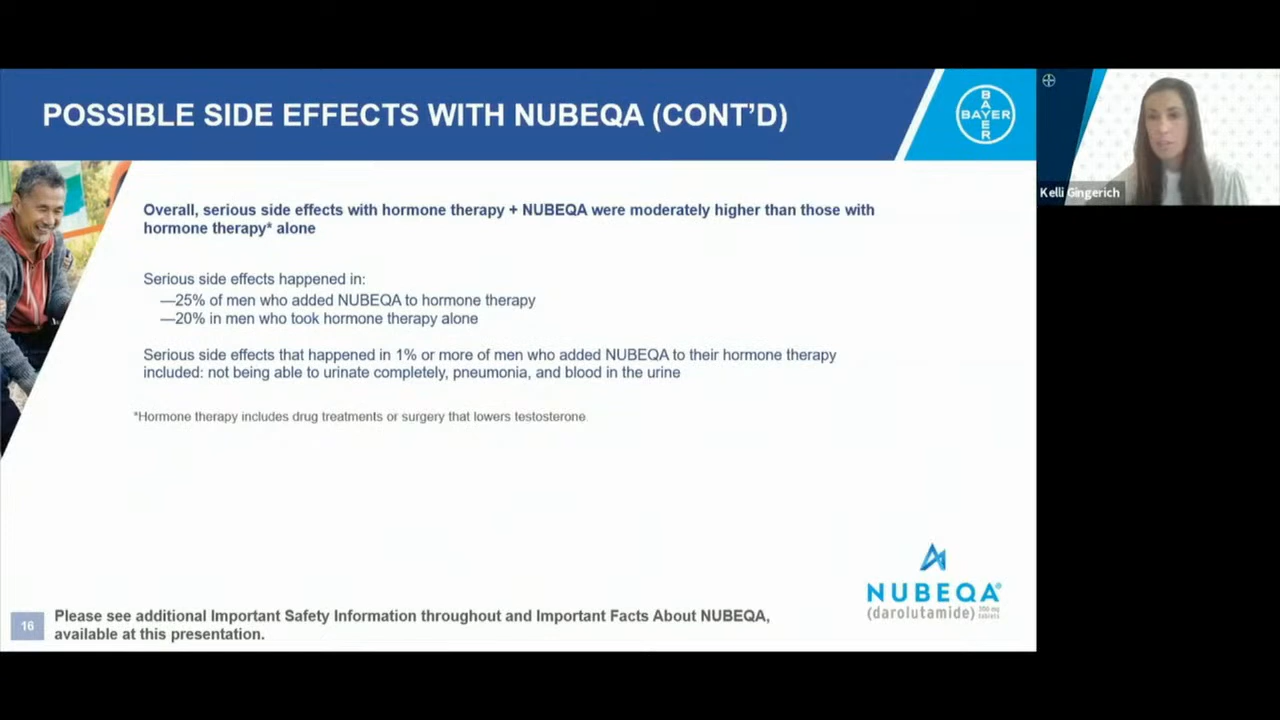 POSSIBLE SIDE EFFECTS WITH NUBEQA (CONT’D)
BAYER
BAYER
Kelli Gingerich
Overall, serious side effects with hormone therapy + NUBEQA were moderately higher than those with
hormone therapy* alone
Serious side effects happened in:
—25% of men who added NUBEQA to hormone therapy
—20% in men who took hormone therapy alone
Serious side effects that happened in 1% or more of men who added NUBEQA to their hormone therapy
included: not being able to urinate completely, pneumonia, and blood in the urine
*Hormone therapy includes drug treatments or surgery that lowers testosterone.
NUBEQA®
(darolutamide) 300 mg
tablets
16
Please see additional Important Safety Information throughout and Important Facts About NUBEQA,
available at this presentation.